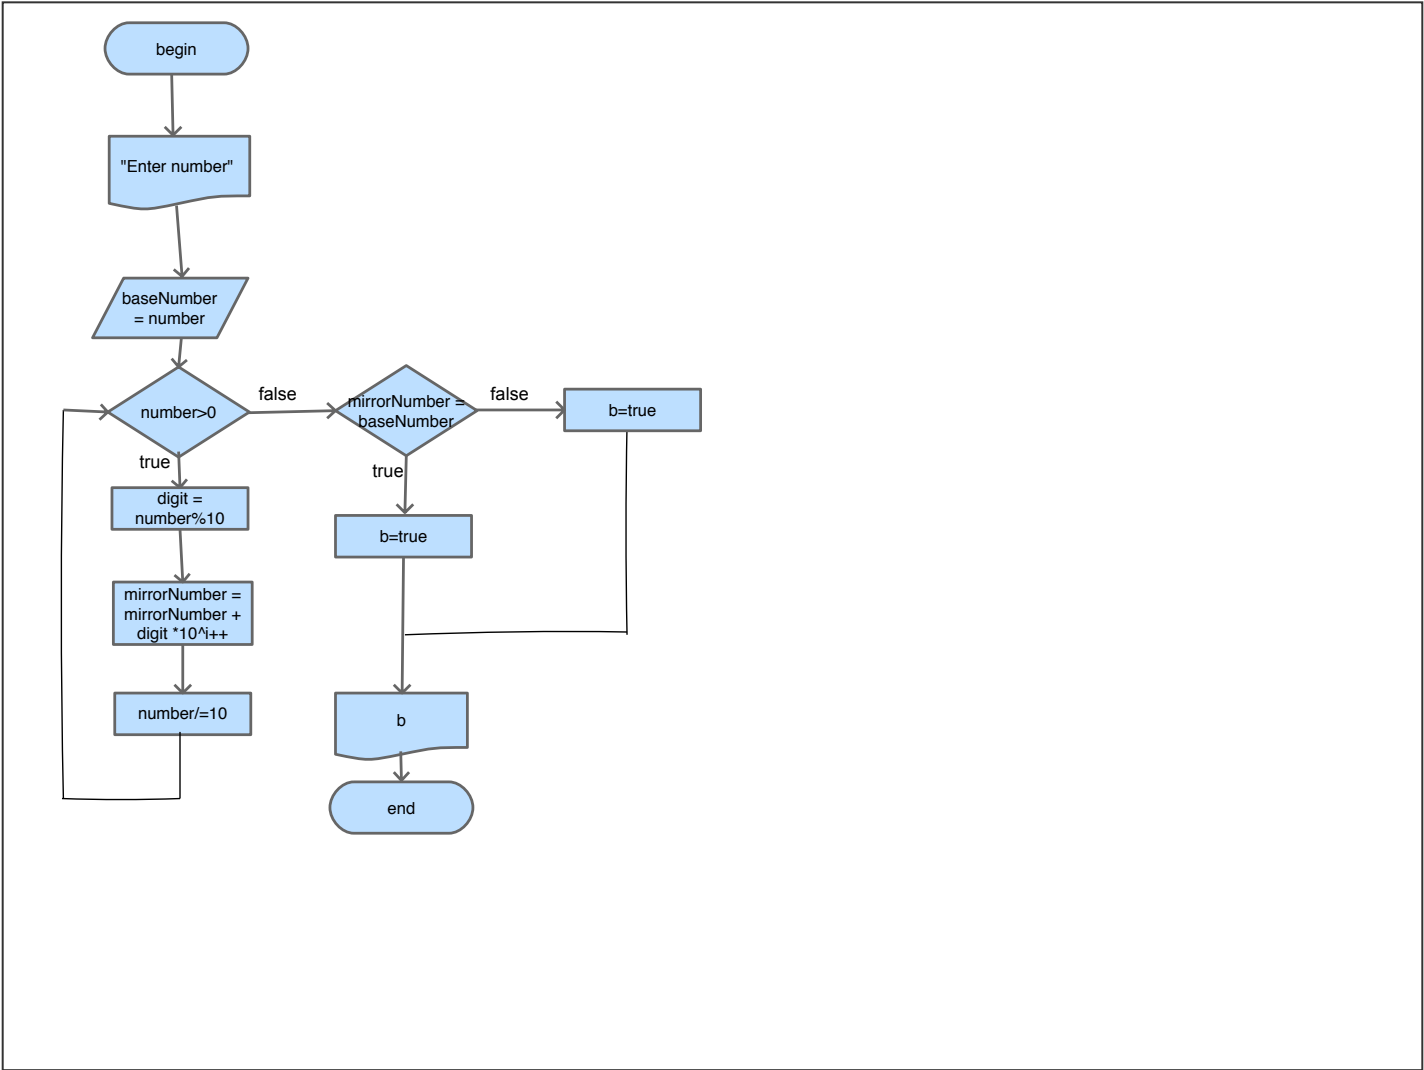 begin
"Enter number"
baseNumber
= number
number>0
false
mirrorNumber =
baseNumber
false
b=true
true
digit =
number%10
mirrorNumber =
mirrorNumber +
digit *10^i++
number/=10
true
b=true
b
end